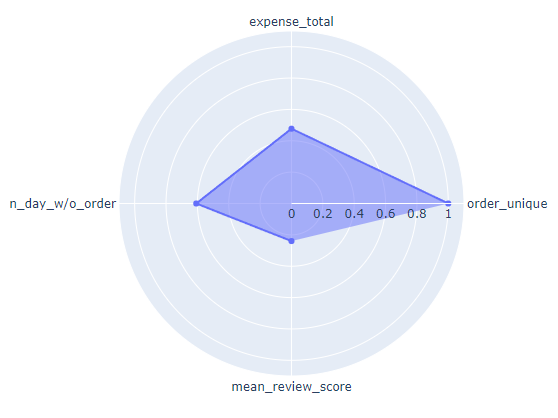 expense_total
n_day_w/o_order
order_unique
0 0.2 0.4 0.6 0.8 1
mean_review_score